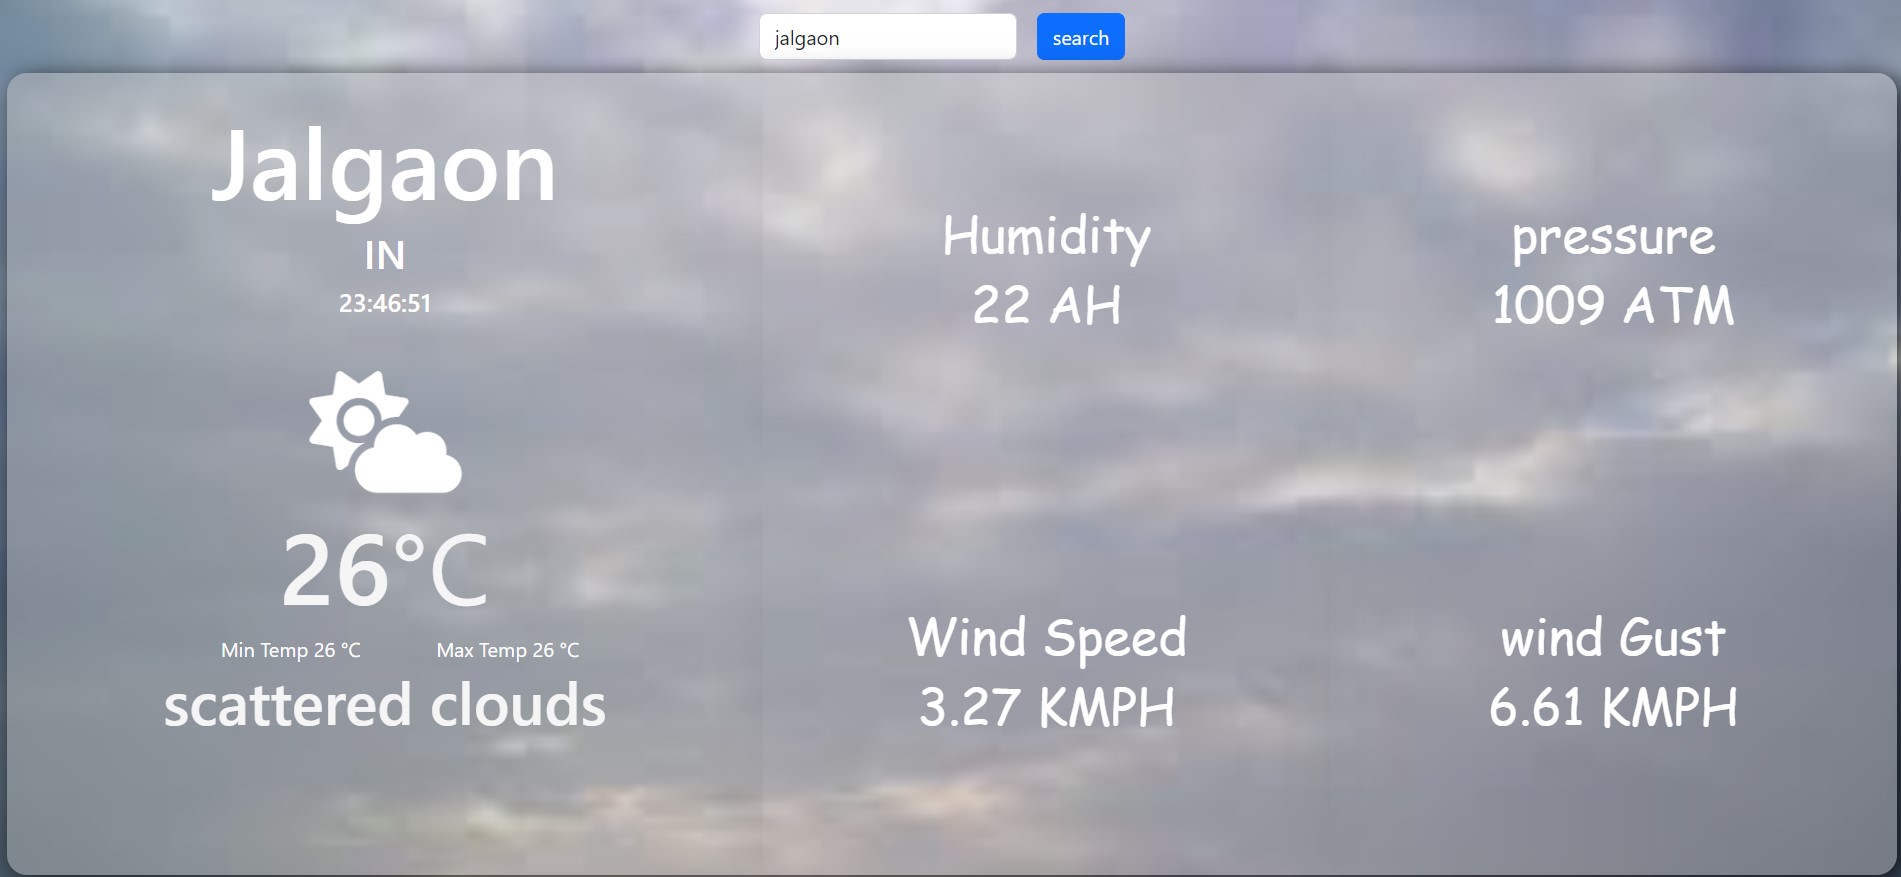 jalgaon
search
Jalgaon
IN
23:46:51
26°C
Min Temp 26 °C
Max Temp 26 °C
scattered clouds
Humidity
22 AH
pressure
1009 ATM
Wind Speed
3.27 KMPH
wind Gust
6.61 KMPH